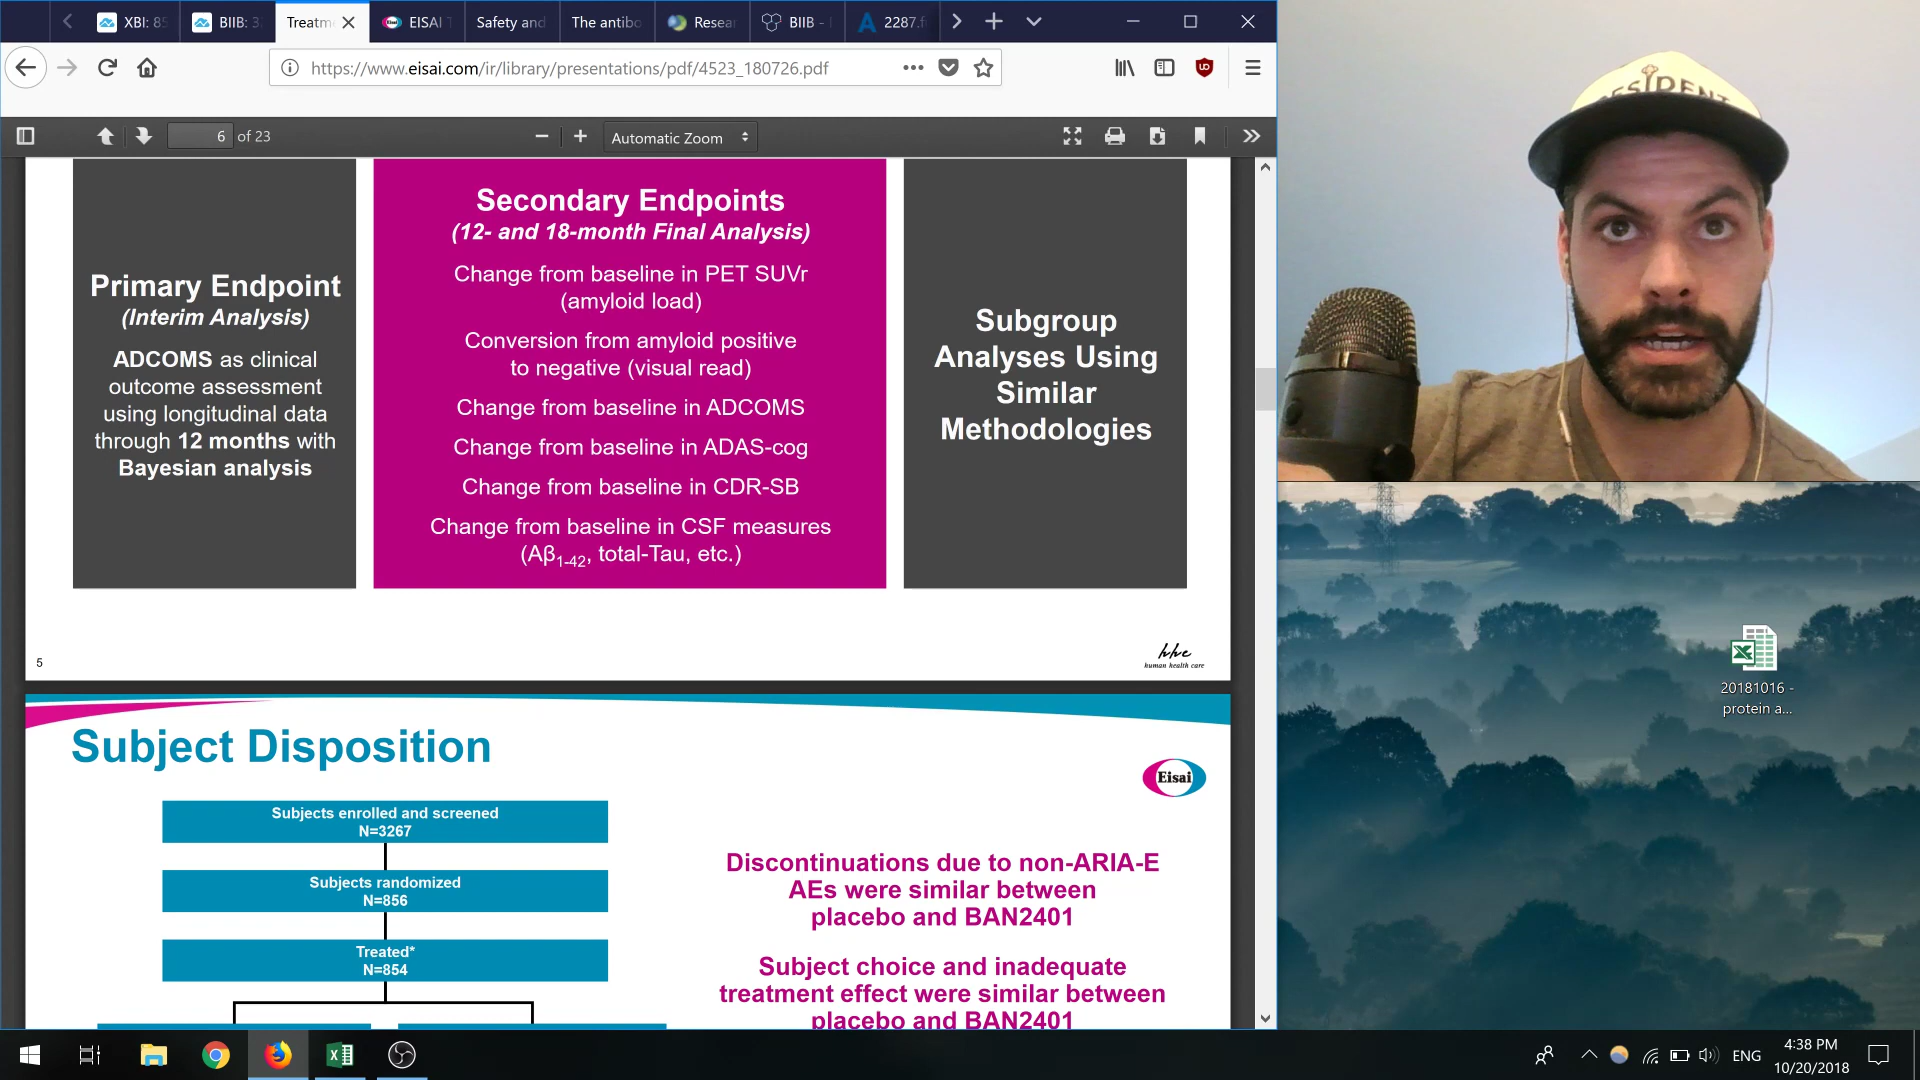 XBI: 8
BIIB: 3
Treatm
EISAI
Safety and
The antibo
Resear
BIIB -
2287.f
https://www.eisai.com/ir/library/presentations/pdf/4523_180726.pdf
6 of 23
Automatic Zoom
Primary Endpoint
(Interim Analysis)
ADCOMS as clinical
outcome assessment
using longitudinal data
through 12 months with
Bayesian analysis
Secondary Endpoints
(12- and 18-month Final Analysis)
Change from baseline in PET SUVr
(amyloid load)
Conversion from amyloid positive
to negative (visual read)
Change from baseline in ADCOMS
Change from baseline in ADAS-cog
Change from baseline in CDR-SB
Change from baseline in CSF measures
(Aβ1-42, total-Tau, etc.)
Subgroup
Analyses Using
Similar
Methodologies
5
hhc
human health care
Subject Disposition
Eisai
Subjects enrolled and screened
N=3267
Subjects randomized
N=856
Treated*
N=854
Discontinuations due to non-ARIA-E
AEs were similar between
placebo and BAN2401
Subject choice and inadequate
treatment effect were similar between
placebo and BAN2401
20181016 -
protein a...
ENG
4:38 PM
10/20/2018